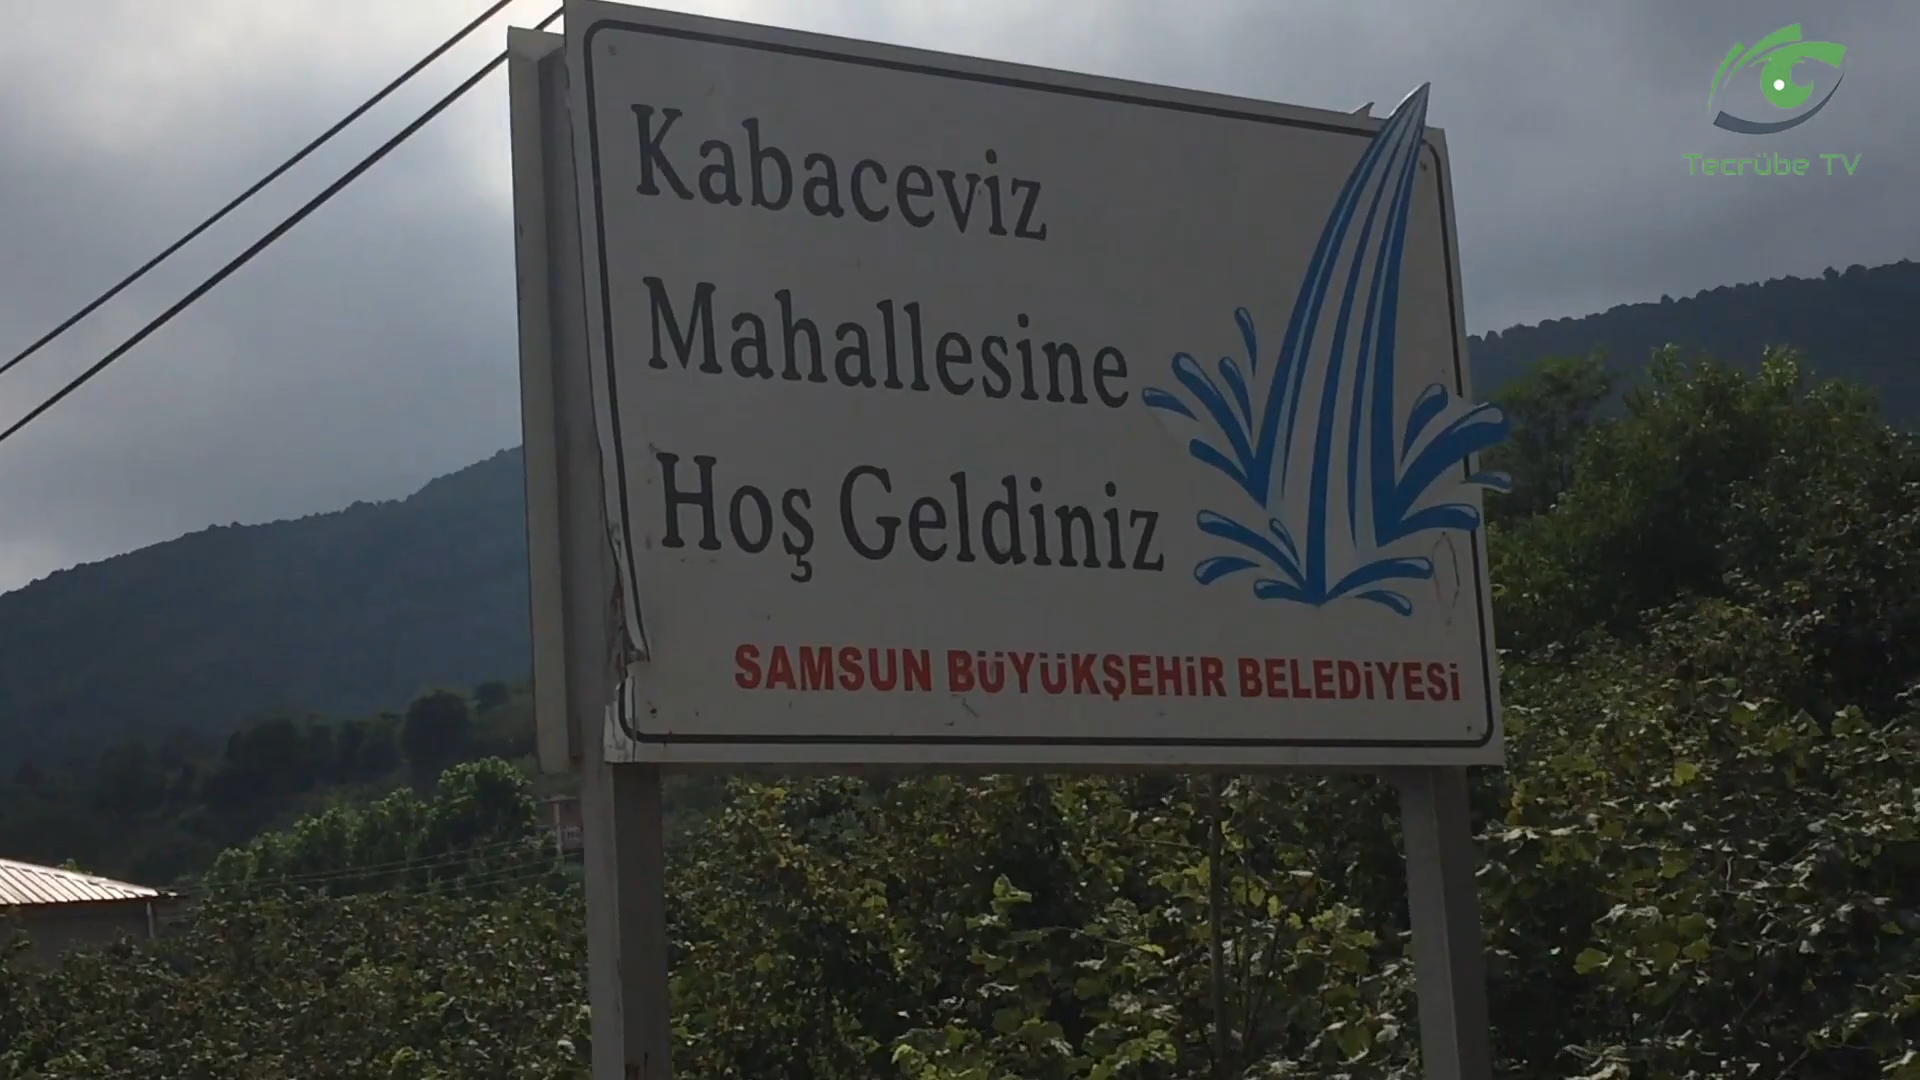 Tecrübe TV
Kabaceviz
Mahallesine
Hoş Geldiniz
SAMSUN BÜYÜKŞEHİR BELEDİYESİ